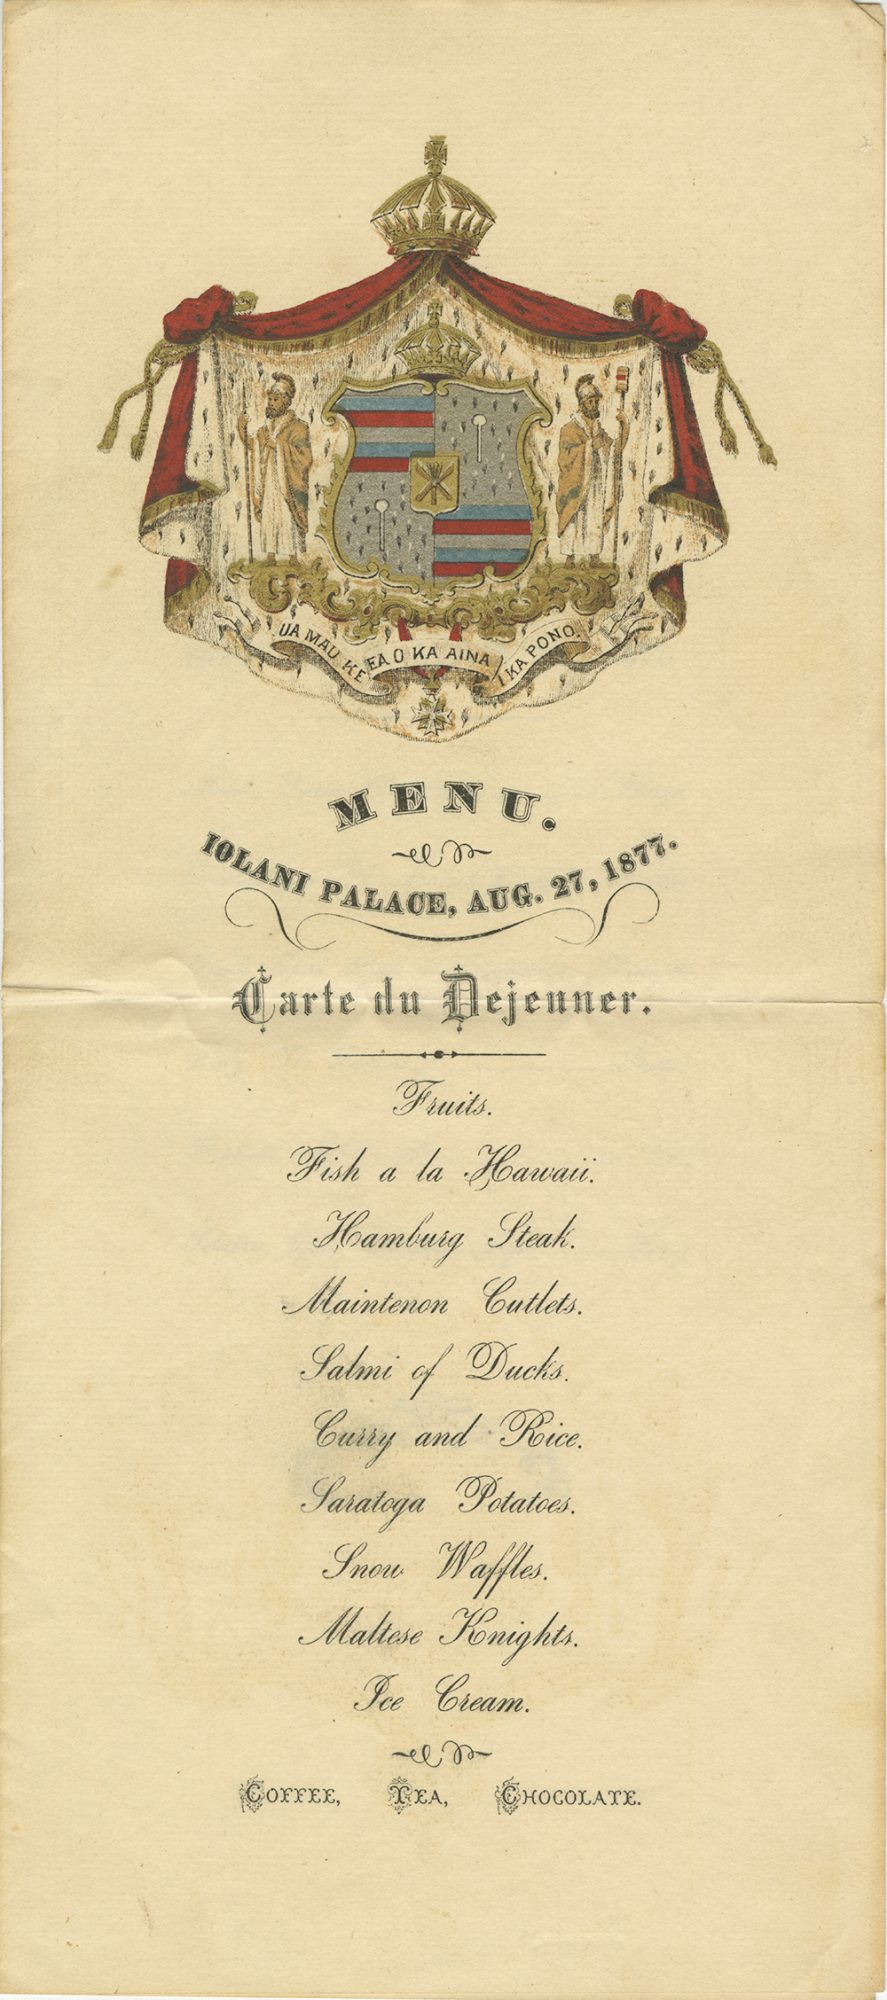 UA MAU KE EA O KA AINA I KA PONO.
MENU.
IOLANI PALACE, AUG. 27, 1877.
Carte du Dejeuner.
Fruits.
Fish a la Hawaii.
Hamburg Steak.
Maintenon Cutlets.
Salmi of Ducks.
Curry and Rice.
Saratoga Potatoes.
Snow Waffles.
Maltese Knights.
Ice Cream.
COFFEE, TEA, CHOCOLATE.